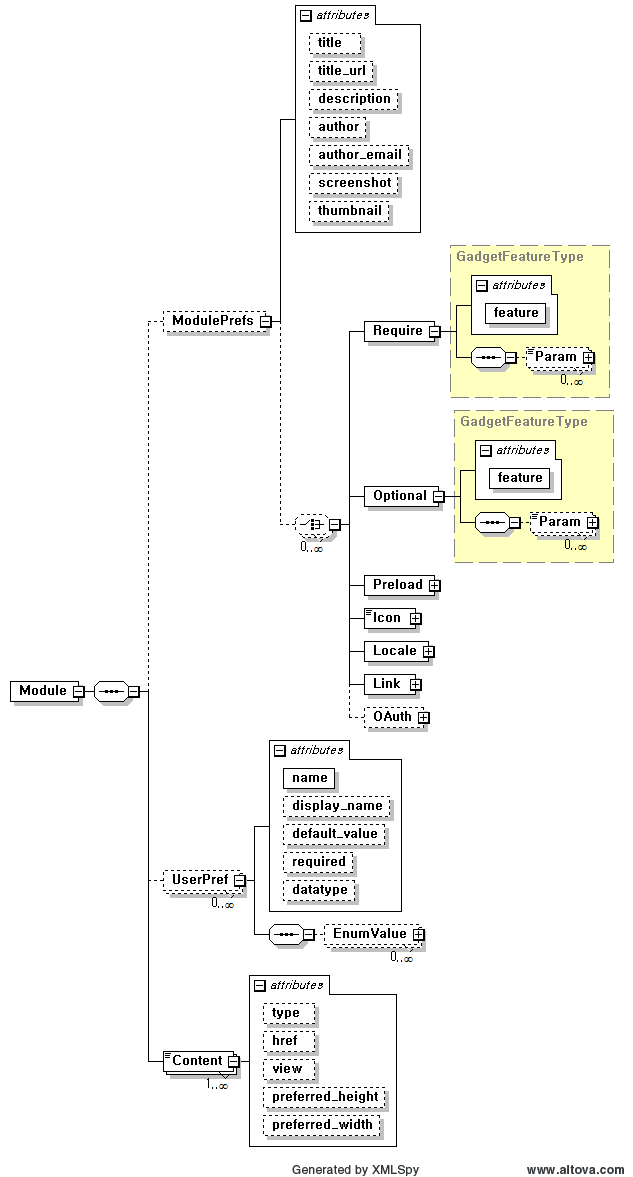 attributes
title
title_url
description
author
author_email
screenshot
thumbnail
ModulePrefs
GadgetFeatureType
attributes
feature
Require
Param
0..∞
GadgetFeatureType
attributes
feature
Optional
Param
0..∞
0..∞
Preload
Icon
Locale
Link
OAuth
Module
attributes
name
display_name
default_value
required
datatype
UserPref
0..∞
EnumValue
0..∞
attributes
type
href
view
preferred_height
preferred_width
Content
1..∞
Generated by XMLSpy
www.altova.com